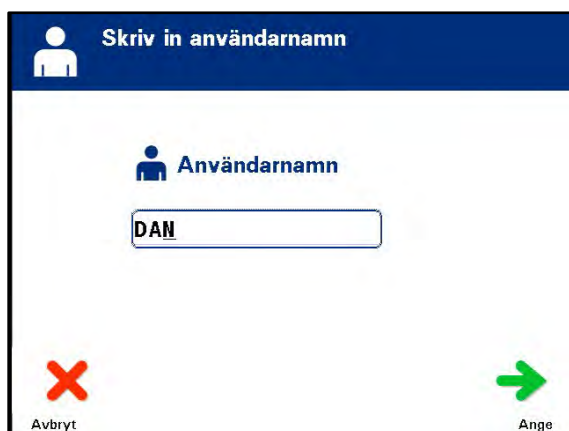 Skriv in användarnamn
Användarnamn
DAN
Avbryt
Ange